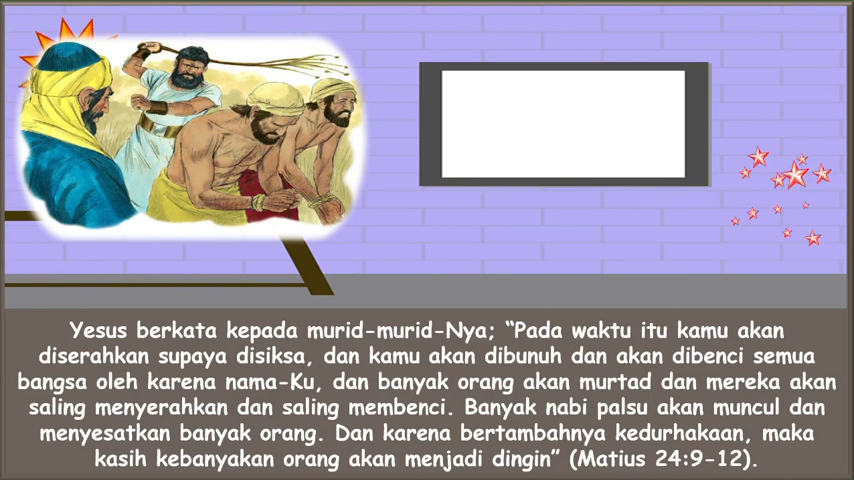 Yesus berkata kepada murid-murid-Nya; “Pada waktu itu kamu akan
diserahkan supaya disiksa, dan kamu akan dibunuh dan akan dibenci semua
bangsa oleh karena nama-Ku, dan banyak orang akan murtad dan mereka akan
saling menyerahkan dan saling membenci. Banyak nabi palsu akan muncul dan
menyesatkan banyak orang. Dan karena bertambahnya kedurhakaan, maka
kasih kebanyakan orang akan menjadi dingin” (Matius 24:9-12).